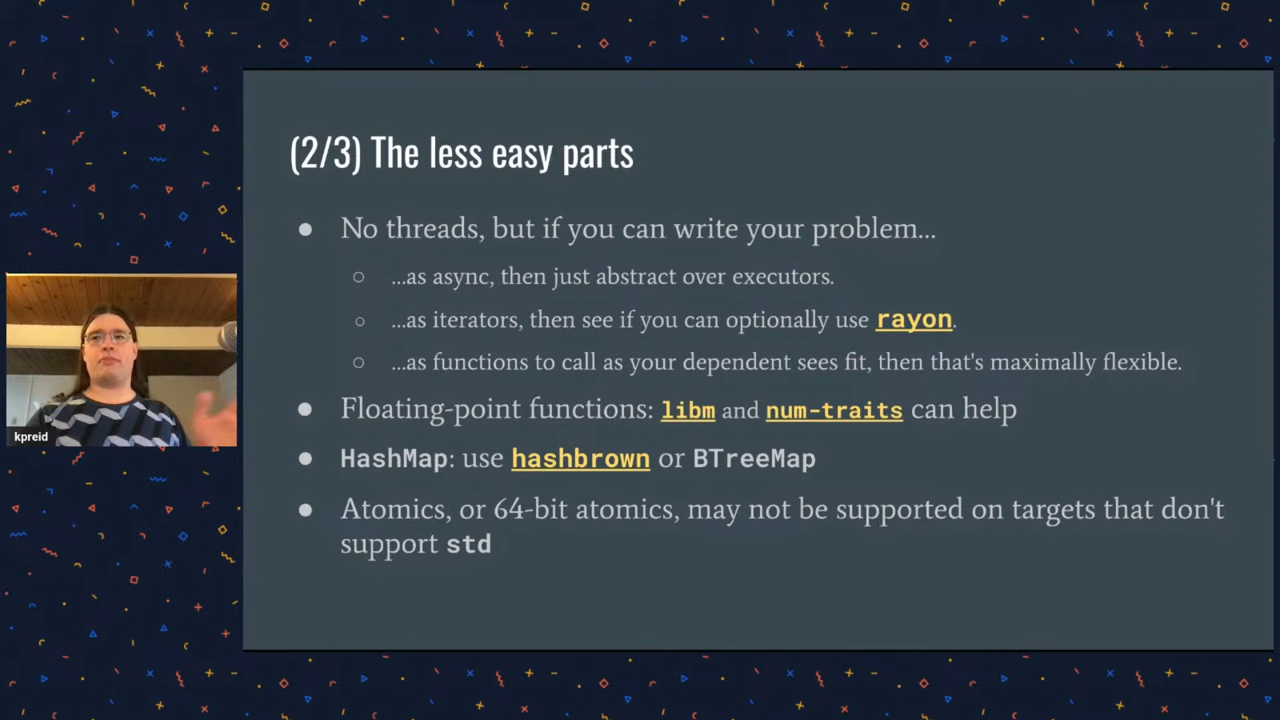 (2/3) The less easy parts
● No threads, but if you can write your problem...
○ ...as async, then just abstract over executors.
○ ...as iterators, then see if you can optionally use rayon.
○ ...as functions to call as your dependent sees fit, then that's maximally flexible.
● Floating-point functions: libm and num-traits can help
● HashMap: use hashbrown or BTreeMap
● Atomics, or 64-bit atomics, may not be supported on targets that don't
support std
kpreid